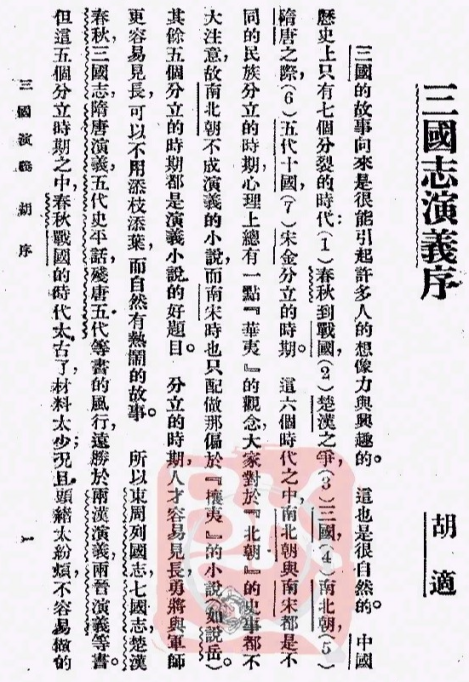 三國志演義序
胡適
三國的故事向來是很能引起許多人的想像力與興趣的。這也是很自然的。中國
歷史上只有七個分裂的時代:(1)春秋到戰國,(2)楚漢之爭,(3)三國,(4)南北朝,(5)
隋唐之際,(6)五代十國,(7)宋金分立的時期。這六個時代之中,南北朝與南宋都是不
同的民族分立的時期,心理上總有一點『華夷』的觀念,大家對於『北朝』的史事都不
大注意,故南北朝不成演義的小說,而南宋時也只配做那偏於『攘夷』的小說(如說岳)。
其餘五個分立的時期都是演義小說的好題目。分立的時期,人才容易見長,勇將與軍師
更容易見長,可以不用添枝添葉,而自然有熱鬧的故事。所以東周列國志,七國志,楚漢
春秋,三國志,隋唐演義,五代史平話,殘唐五代等書的風行,遠勝於兩漢演義,兩晉演義等書。
但這五個分立時期之中,春秋戰國的時代太古了,材料太少;況且頭緒太紛煩,不容易做的
三國演義 胡序 1